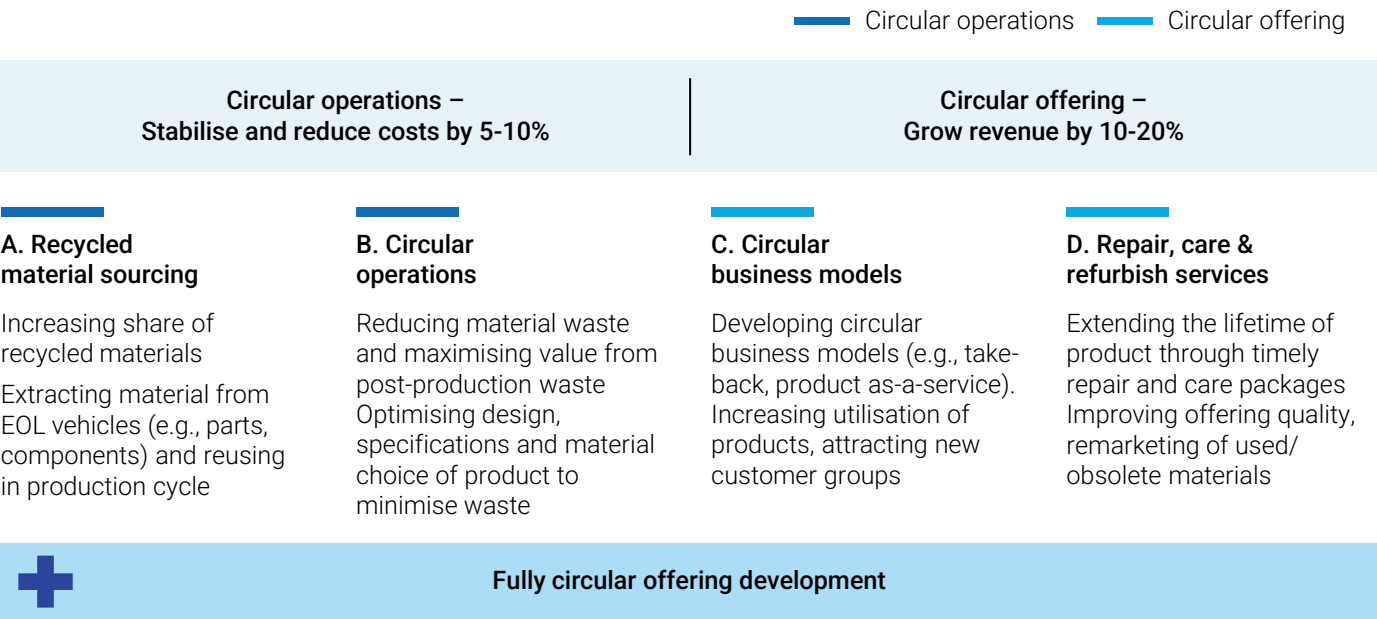 Circular operations
Circular offering
Circular operations –
Stabilise and reduce costs by 5-10%
Circular offering –
Grow revenue by 10-20%
A. Recycled
material sourcing
Increasing share of
recycled materials
Extracting material from
EOL vehicles (e.g., parts,
components) and reusing
in production cycle
B. Circular
operations
Reducing material waste
and maximising value from
post-production waste
Optimising design,
specifications and material
choice of product to
minimise waste
C. Circular
business models
Developing circular
business models (e.g., take-
back, product as-a-service).
Increasing utilisation of
products, attracting new
customer groups
D. Repair, care &
refurbish services
Extending the lifetime of
product through timely
repair and care packages
Improving offering quality,
remarketing of used/
obsolete materials
Fully circular offering development